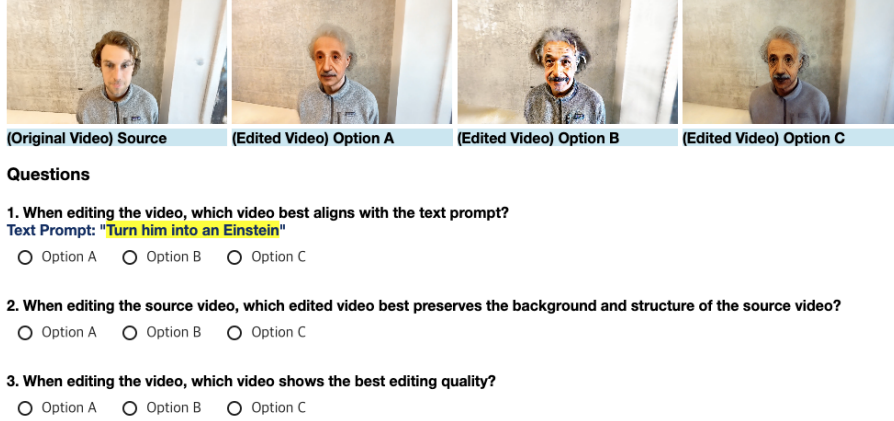 (Original Video) Source
(Edited Video) Option A
(Edited Video) Option B
(Edited Video) Option C
Questions
1. When editing the video, which video best aligns with the text prompt?
Text Prompt: "Turn him into an Einstein"
Option A
Option B
Option C
2. When editing the source video, which edited video best preserves the background and structure of the source video?
Option A
Option B
Option C
3. When editing the video, which video shows the best editing quality?
Option A
Option B
Option C